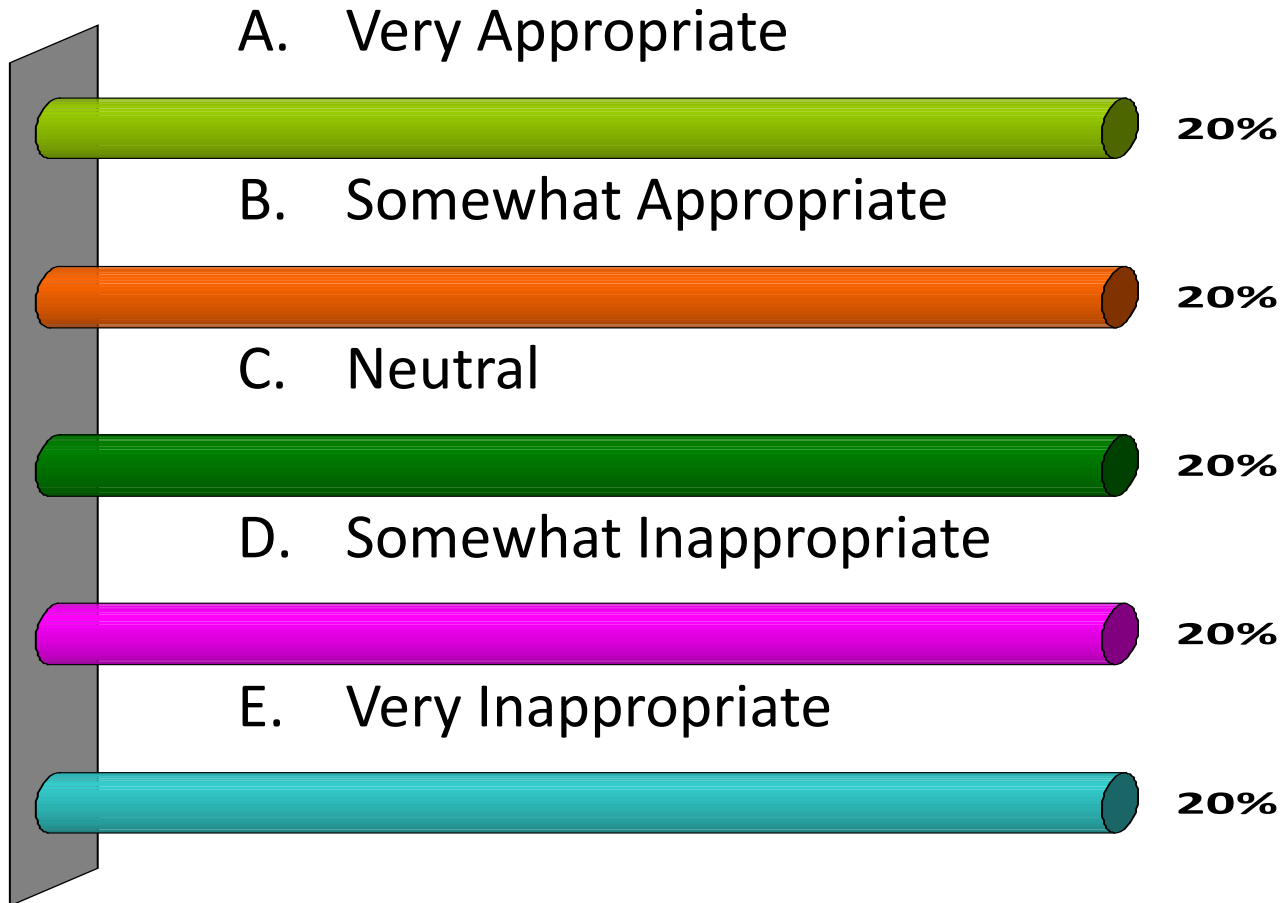 A. Very Appropriate
20%
B. Somewhat Appropriate
20%
C. Neutral
20%
D. Somewhat Inappropriate
20%
E. Very Inappropriate
20%